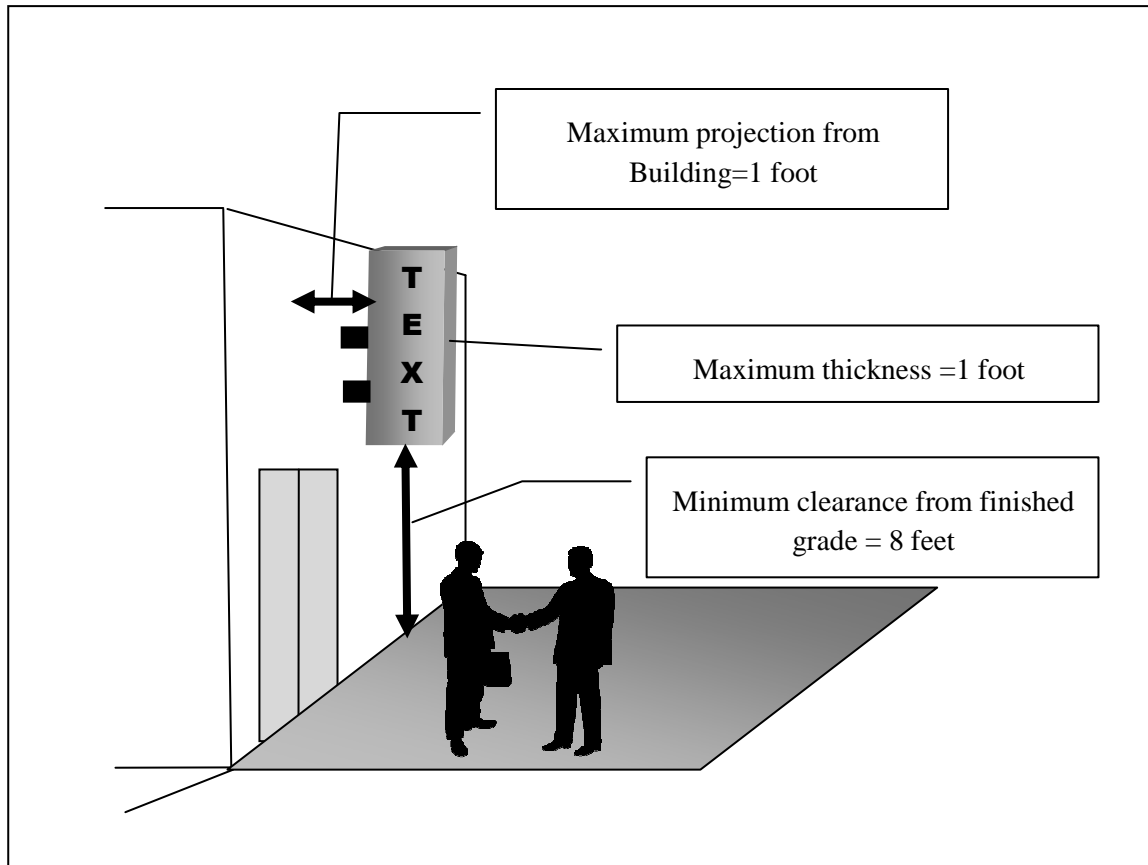 Maximum projection from
Building=1 foot
T
E
X
T
Maximum thickness =1 foot
Minimum clearance from finished
grade = 8 feet